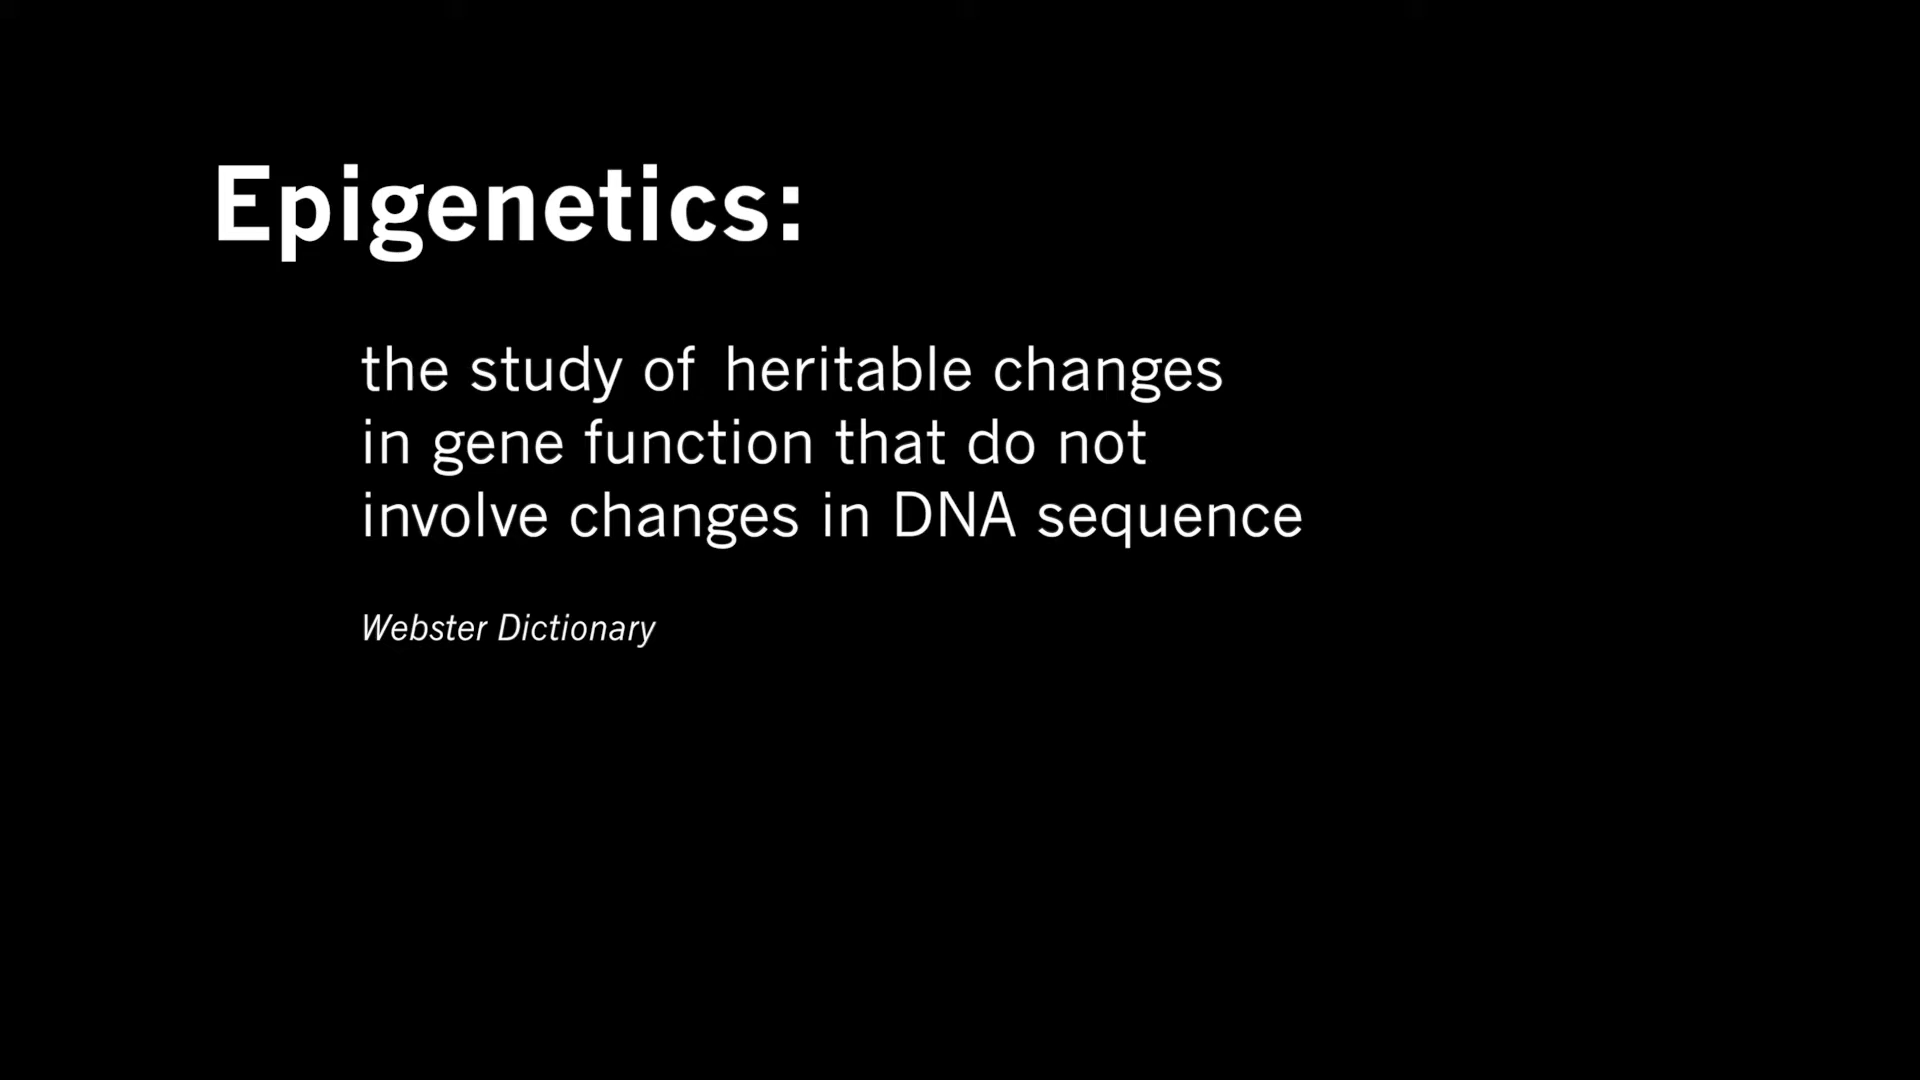 Epigenetics:
the study of heritable changes
in gene function that do not
involve changes in DNA sequence
Webster Dictionary